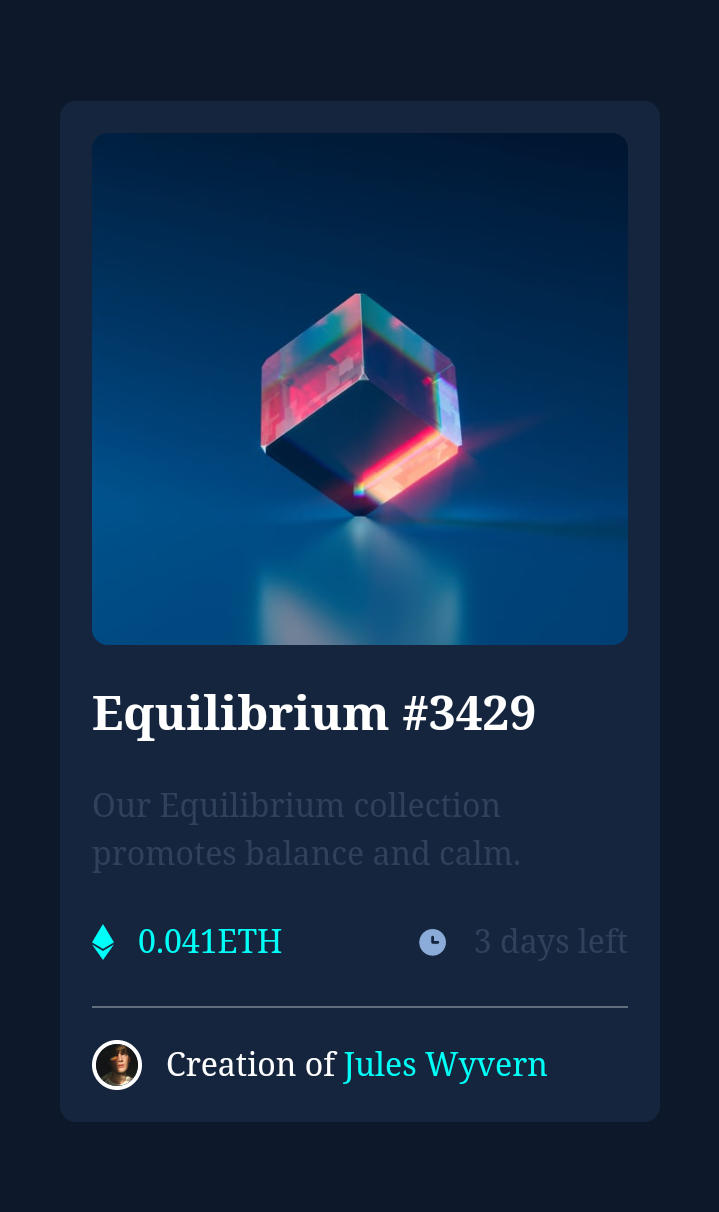 Equilibrium #3429
Our Equilibrium collection
promotes balance and calm.
0.041ETH
3 days left
Creation of Jules Wyvern